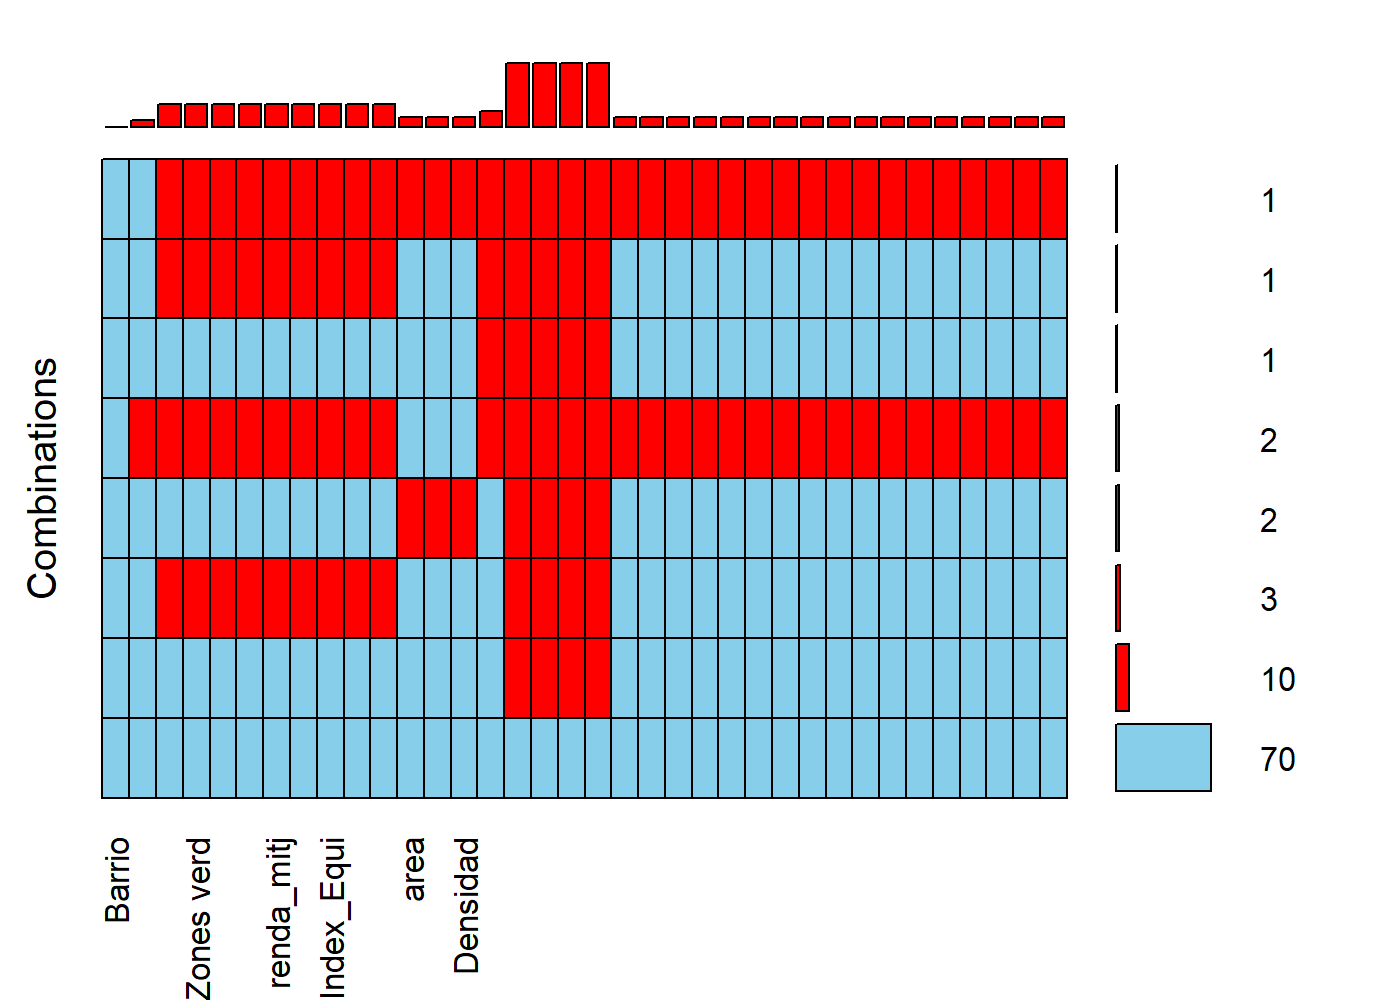 Combinations
1
1
1
2
2
3
10
70
Barrio
Zones verd
renda_mitj
Index_Equi
area
Densidad